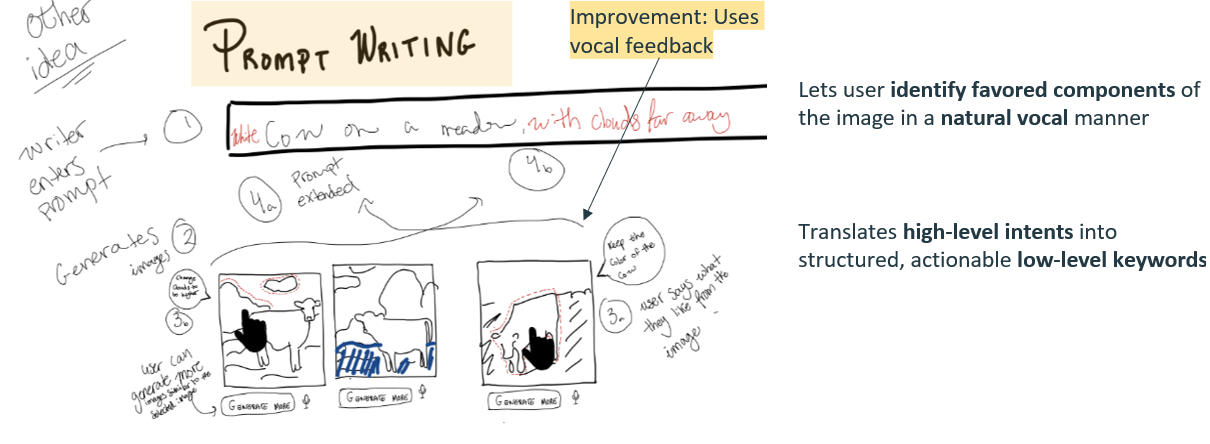 other
idea
PROMPT WRITING
Improvement: Uses
vocal feedback
Lets user identify favored components of
the image in a natural vocal manner
writer
enters
prompt
1
white Cow on a meadow, with clouds far away
4a
Prompt
extended
4b
Translates high-level intents into
structured, actionable low-level keywords
Generates
images
2
Change
clouds to
be higher
3b
Keep the
color of the
cow
3a
user says what
they like from the
image
user can
generate more
images similar to the
selected image
GENERATE MORE
GENERATE MORE
GENERATE MORE